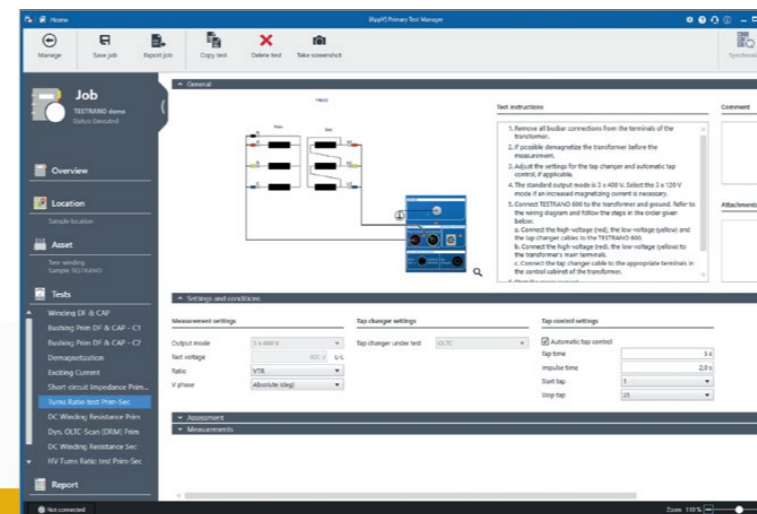 Home
[AppV] Primary Test Manager
Manage
Save job
Export job
Copy test
Delete test
Take screenshot
Job
TESTRANO demo
Status: Executed
Overview
Location
Sample location
Asset
Two-winding
Sample TESTRANO
Tests
Winding DF & CAP
Bushing Prim DF & CAP - C1
Bushing Prim DF & CAP - C2
Demagnetization
Exciting Current
Short-circuit Impedance Prim...
Turns Ratio test Prim-Sec
DC Winding Resistance Prim
Dyn. OLTC-Scan (DRM) Prim
DC Winding Resistance Sec
HV Turns Ratio test Prim-Sec
Report
Not connected
General
Test instructions
1. Remove all busbar connections from the terminals of the
transformer.
2. If possible demagnetize the transformer before the
measurement.
3. Adjust the settings for the tap changer and automatic tap
control, if applicable.
4. The standard output mode is 3 x 400 V. Select the 3 x 120 V
mode if an increased magnetizing current is necessary.
5. Connect TESTRANO 600 to the transformer and ground. Refer to
the wiring diagram and follow the steps in the order given
below:
a. Connect the high-voltage (red), the low-voltage (yellow) and
the tap changer cables to the TESTRANO 600.
b. Connect the high-voltage (red), the low-voltage (yellow) to
the transformer's main terminals.
c. Connect the tap changer cable to the appropriate terminals in
the control cabinet of the transformer.
Comment
Attachments
Settings and conditions
Measurement settings
Output mode 3 x 400 V
Test voltage 400 V L-L
Ratio VTR
V phase Absolute (deg)
Tap changer settings
Tap changer under test OLTC
Tap control settings
Automatic tap control
Tap time 5 s
Impulse time 2,0 s
Start tap 1
Stop tap 25
Assessment
Measurements
Zoom 110 %